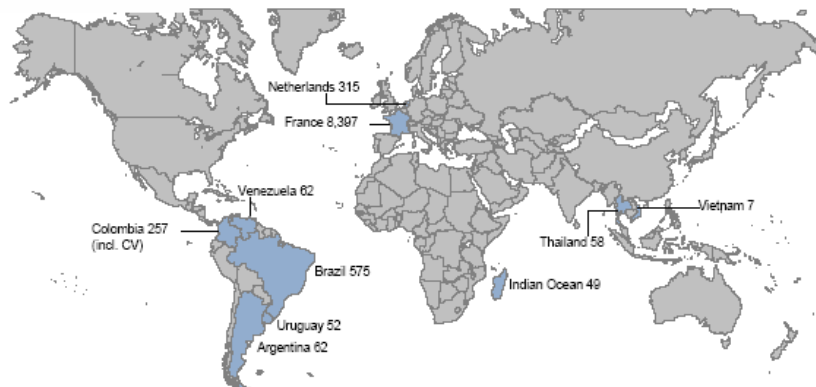 Netherlands 315
France 8,397
Venezuela 62
Colombia 257
(incl. CV)
Vietnam 7
Thailand 58
Brazil 575
Indian Ocean 49
Uruguay 52
Argentina 62